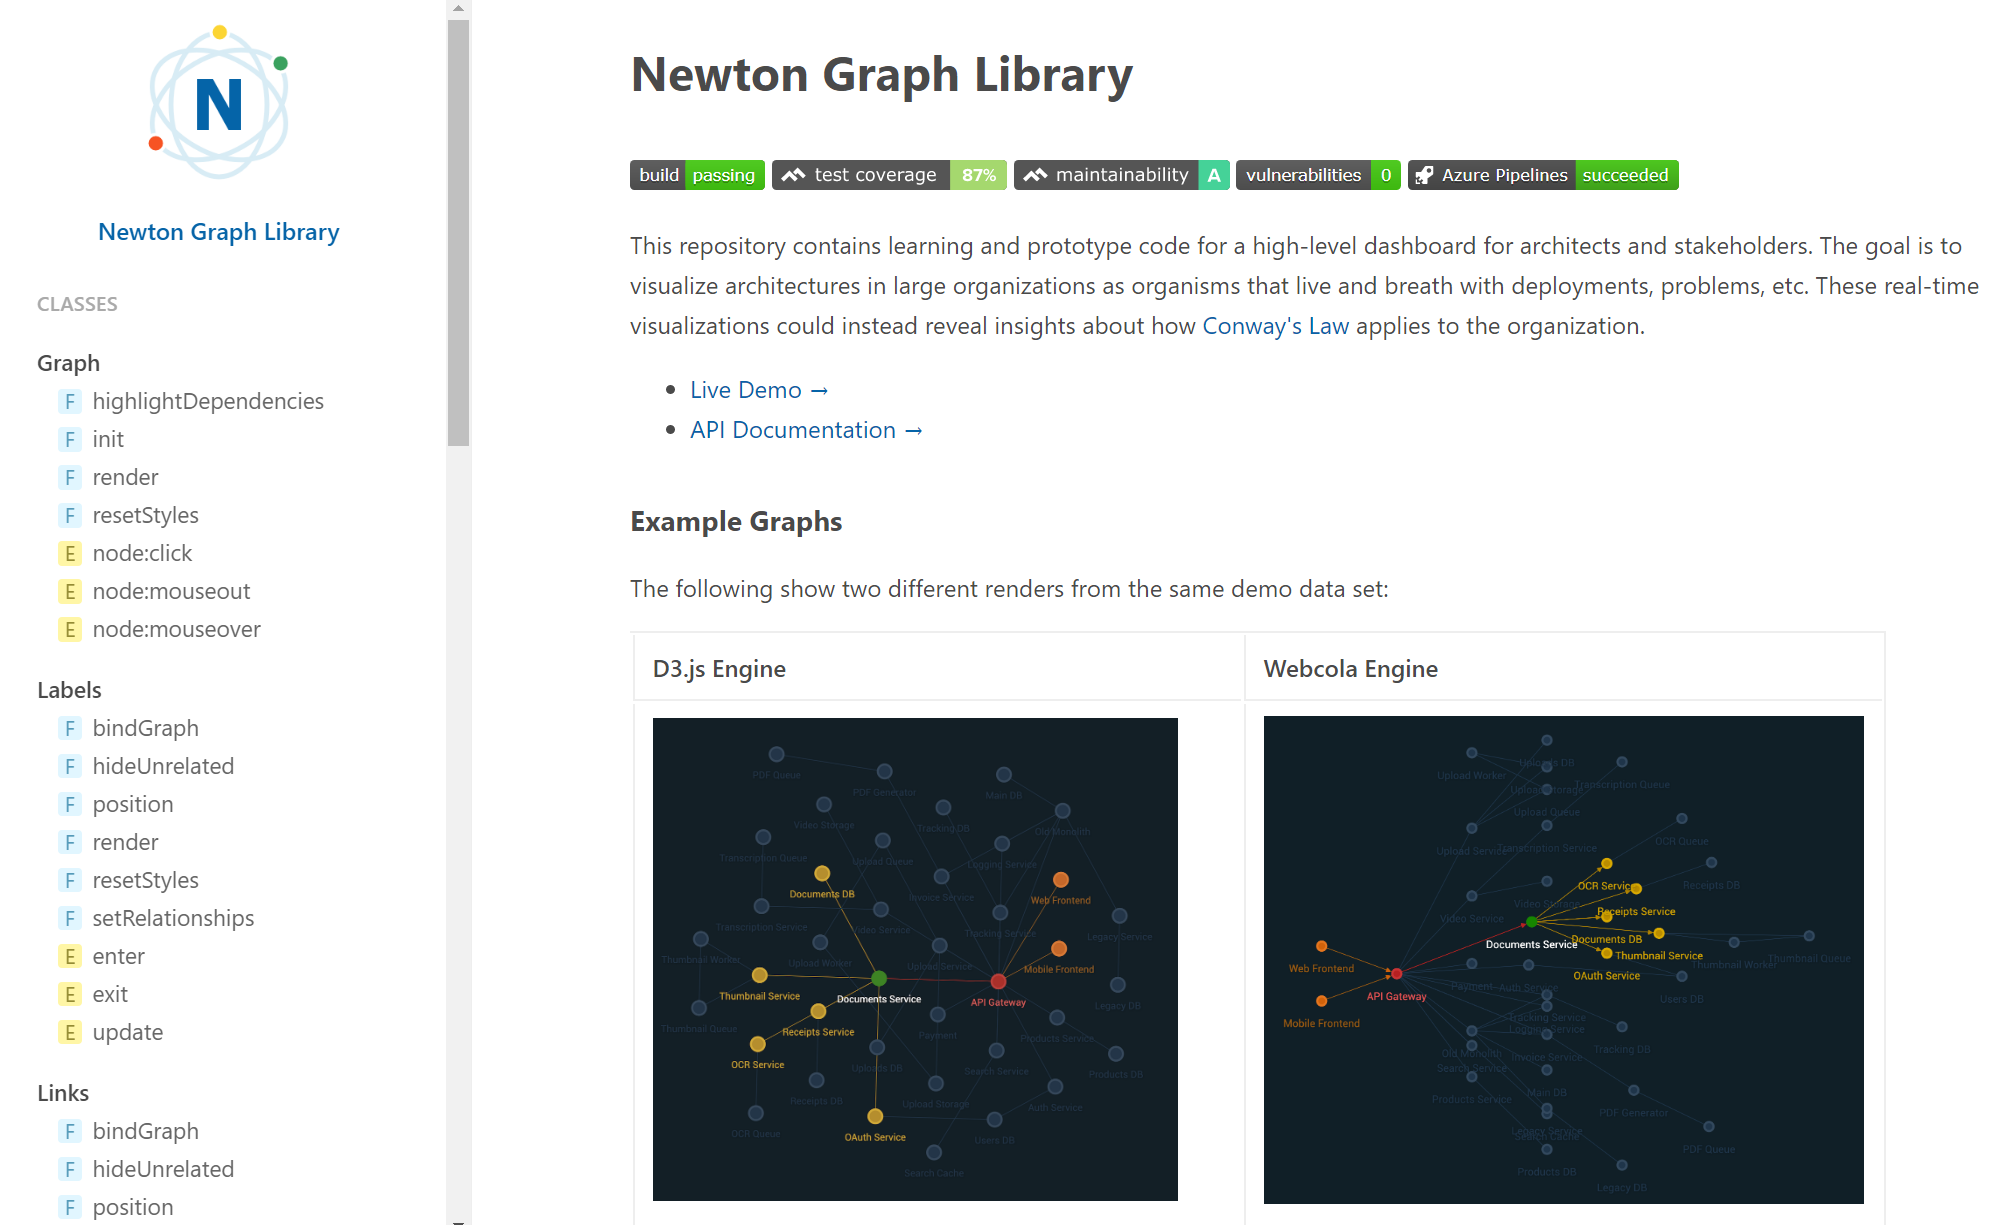 N
Newton Graph Library
CLASSES
Graph
F highlightDependencies
F init
F render
F resetStyles
E node:click
E node:mouseout
E node:mouseover
Labels
F bindGraph
F hideUnrelated
F position
F render
F resetStyles
F setRelationships
E enter
E exit
E update
Links
F bindGraph
F hideUnrelated
F position
Newton Graph Library
build passing test coverage 87% maintainability A vulnerabilities 0 Azure Pipelines succeeded
This repository contains learning and prototype code for a high-level dashboard for architects and stakeholders. The goal is to
visualize architectures in large organizations as organisms that live and breath with deployments, problems, etc. These real-time
visualizations could instead reveal insights about how Conway's Law applies to the organization.
• Live Demo →
• API Documentation →
Example Graphs
The following show two different renders from the same demo data set:
D3.js Engine
PDF Queue
PDF Generator
Main DB
Video Storage
Tracking DB
Old Monolith
Transcription Queue
Upload Queue
Logging Service
Documents DB
Invoice Service
Web Frontend
Transcription Service
Video Service
Tracking Service
Legacy Service
Thumbnail Worker
Upload Worker
Upload Service
Mobile Frontend
Thumbnail Service
Documents Service
API Gateway
Legacy DB
Thumbnail Queue
Receipts Service
Payment
Products Service
OCR Service
Uploads DB
Search Service
Products DB
Receipts DB
Upload Storage
Auth Service
OCR Queue
OAuth Service
Users DB
Search Cache
Webcola Engine
Uploads DB
Upload Worker
Upload Storage
Transcription Queue
Upload Queue
OCR Queue
Upload Service
Transcription Service
OCR Service
Receipts DB
Video Storage
Receipts Service
Video Service
Documents DB
Documents Service
Thumbnail Service
Thumbnail Queue
Thumbnail Worker
Web Frontend
OAuth Service
Payment
Auth Service
API Gateway
Users DB
Tracking Service
Mobile Frontend
Logging Service
Tracking DB
Old Monolith
Invoice Service
Search Service
Main DB
Products Service
PDF Generator
Legacy Service
Search Cache
PDF Queue
Products DB
Legacy DB